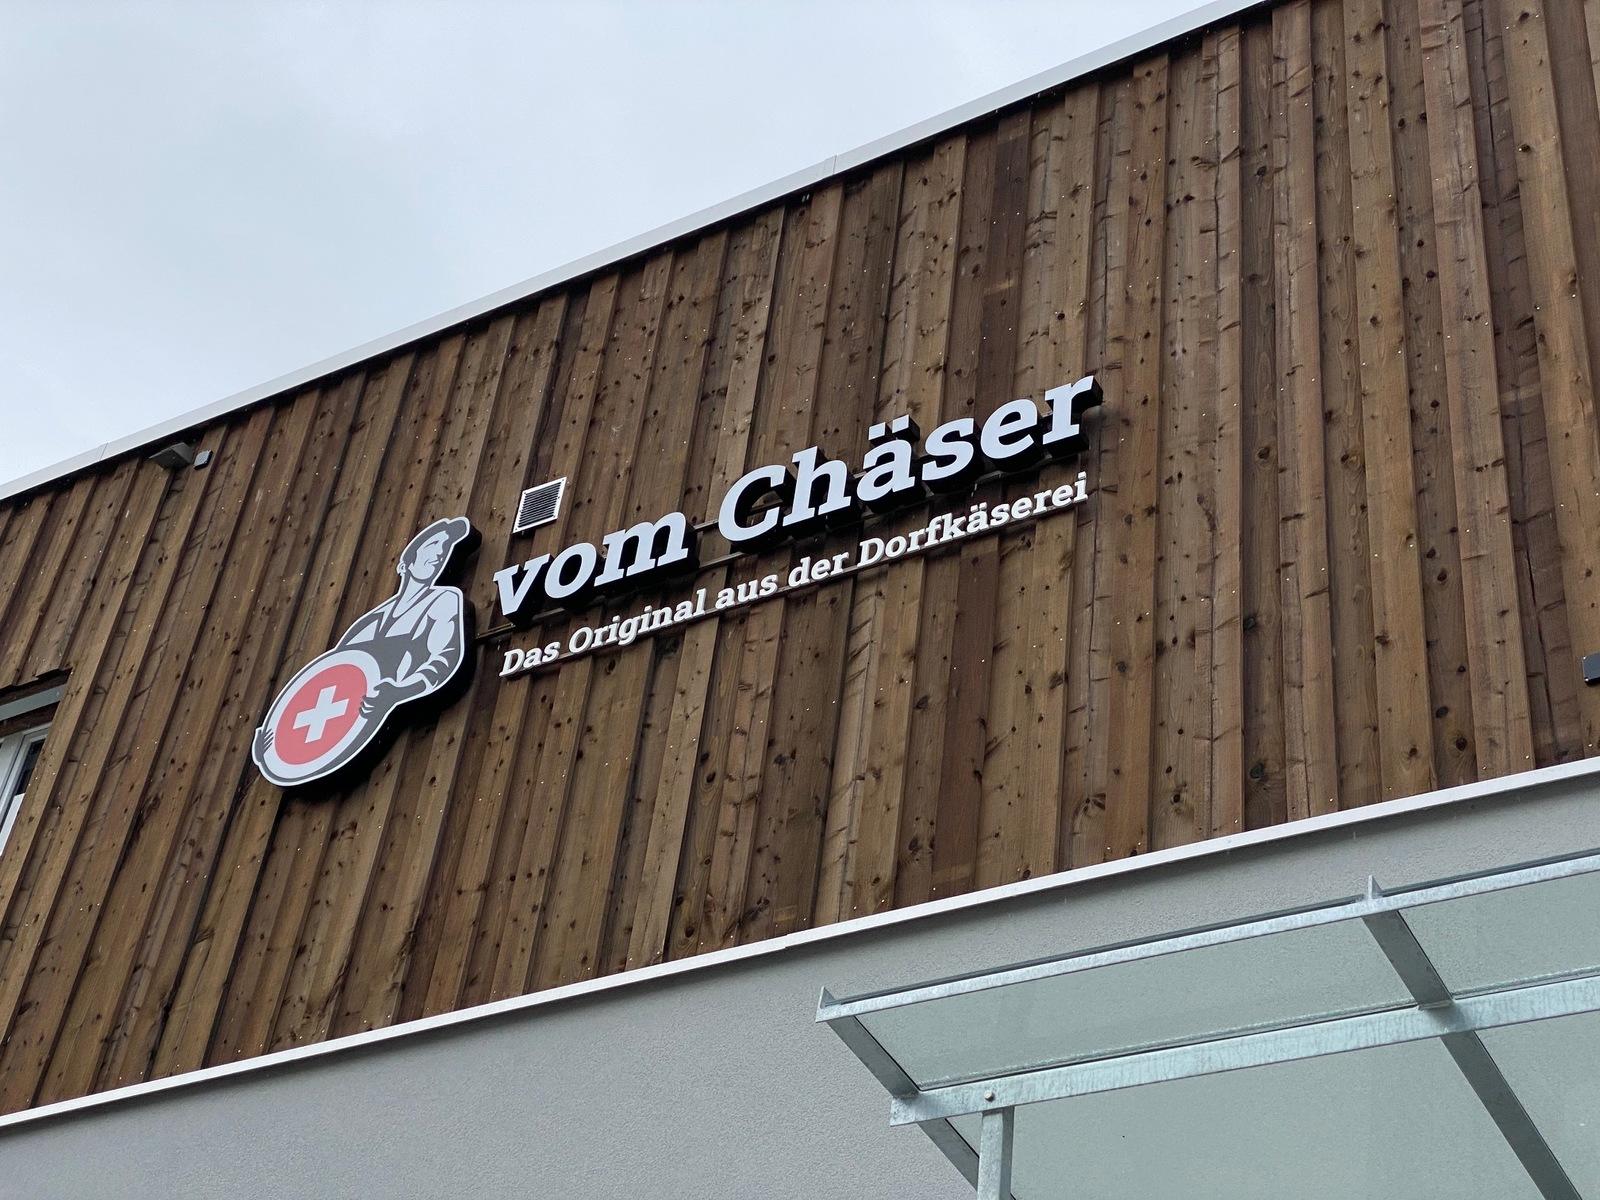 vom Chäser
Das Original aus der Dorfkäserei